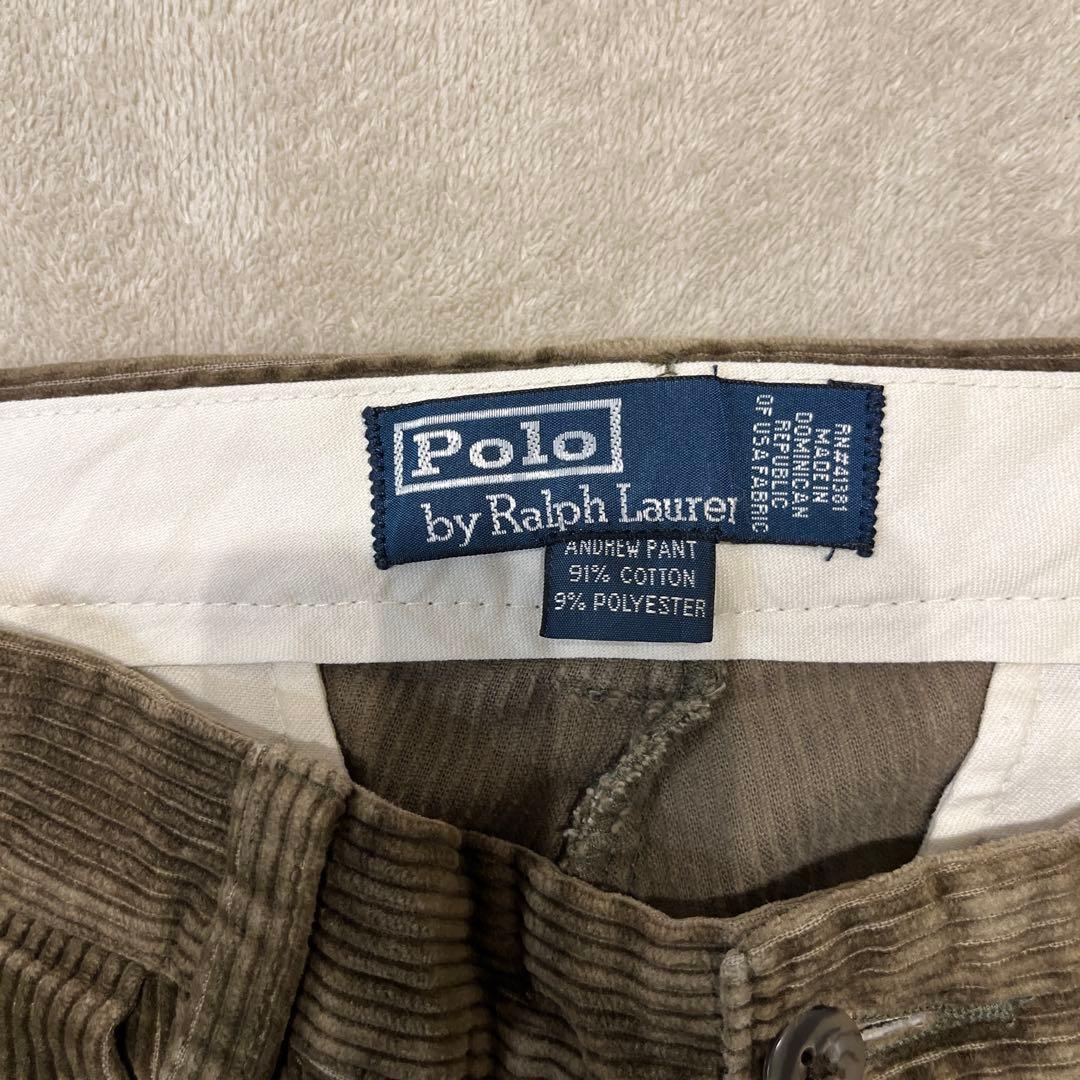 Polo
by Ralph Lauren
RN#41381
MADE IN
DOMINICAN
REPUBLIC
OF USA FABRIC
ANDREW PANT
91% COTTON
9% POLYESTER